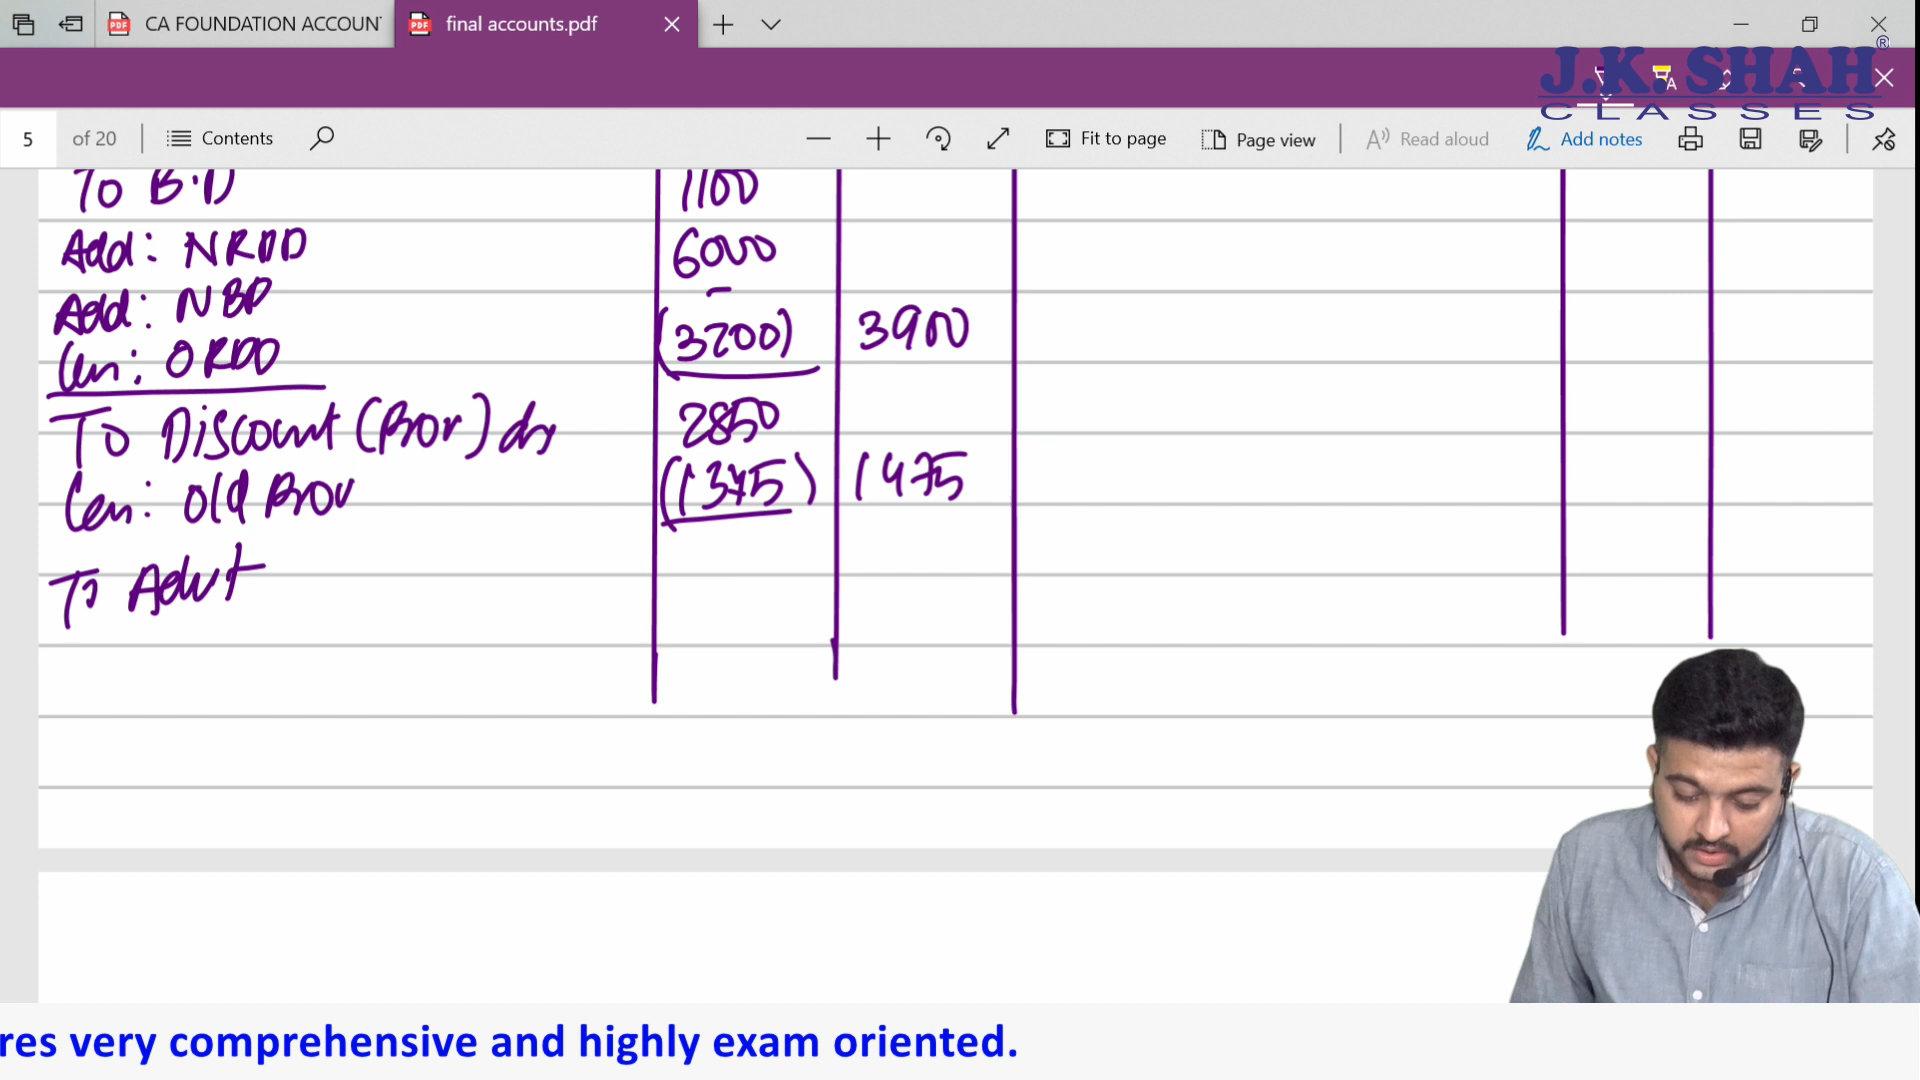 CA FOUNDATION ACCOUN
final accounts.pdf
J.K. SHAH ®
CLASSES
5 of 20 Contents Fit to page Page view Read aloud Add notes
To B.D 1100
Add: NRDD 6000
Add: NBD -
Less: ORDD (3200) 3900
To Discount (Prov) drs 2850
Less: Old Prov (1375) 1475
To Advt
res very comprehensive and highly exam oriented.